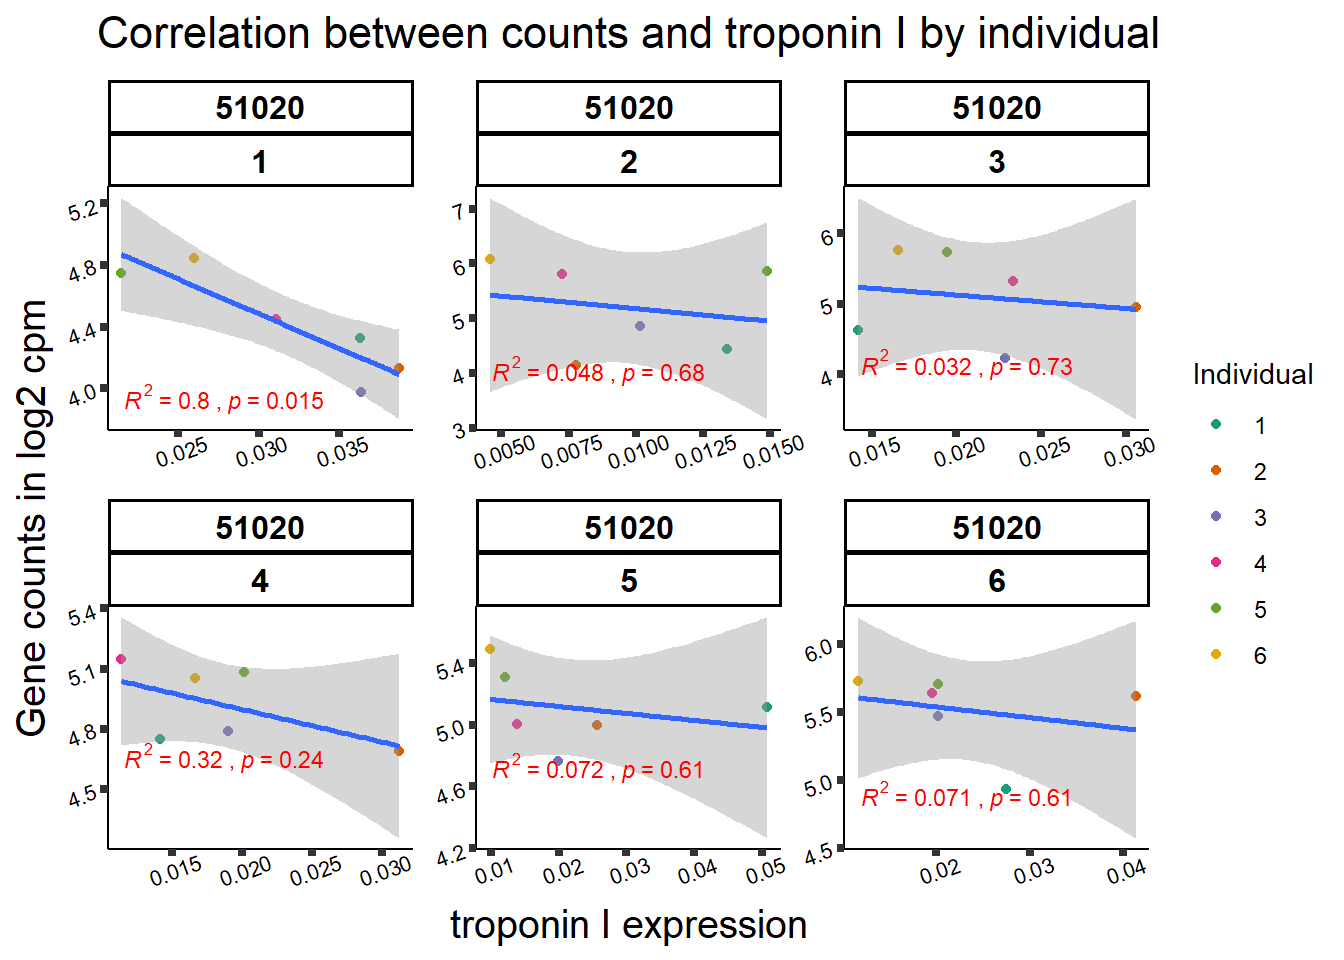 Correlation between counts and troponin I by individual
51020 51020 51020
1 2 3
5.2
4.8
4.4
4.0
R² = 0.8 , p = 0.015
0.025 0.030 0.035
7
6
5
4
3
R² = 0.048 , p = 0.68
0.0050 0.0075 0.0100 0.0125 0.0150
6
5
4
R² = 0.032 , p = 0.73
0.015 0.020 0.025 0.030
51020 51020 51020
4 5 6
5.4
5.1
4.8
4.5
R² = 0.32 , p = 0.24
0.015 0.020 0.025 0.030
5.4
5.0
4.6
4.2
R² = 0.072 , p = 0.61
0.01 0.02 0.03 0.04 0.05
6.0
5.5
5.0
4.5
R² = 0.071 , p = 0.61
0.02 0.03 0.04
Gene counts in log2 cpm
troponin I expression
Individual
1
2
3
4
5
6